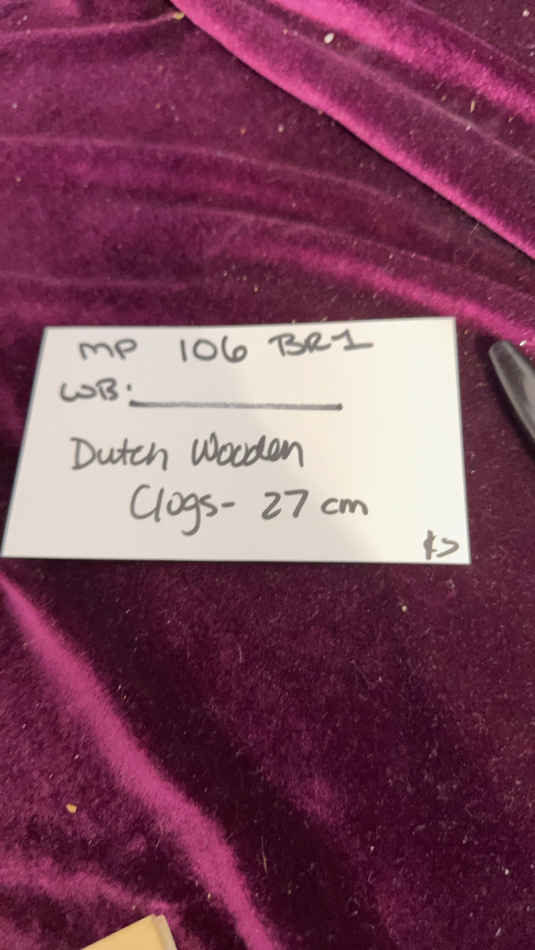 MP 106 BR1
WB:
Dutch Wooden
Clogs- 27 cm